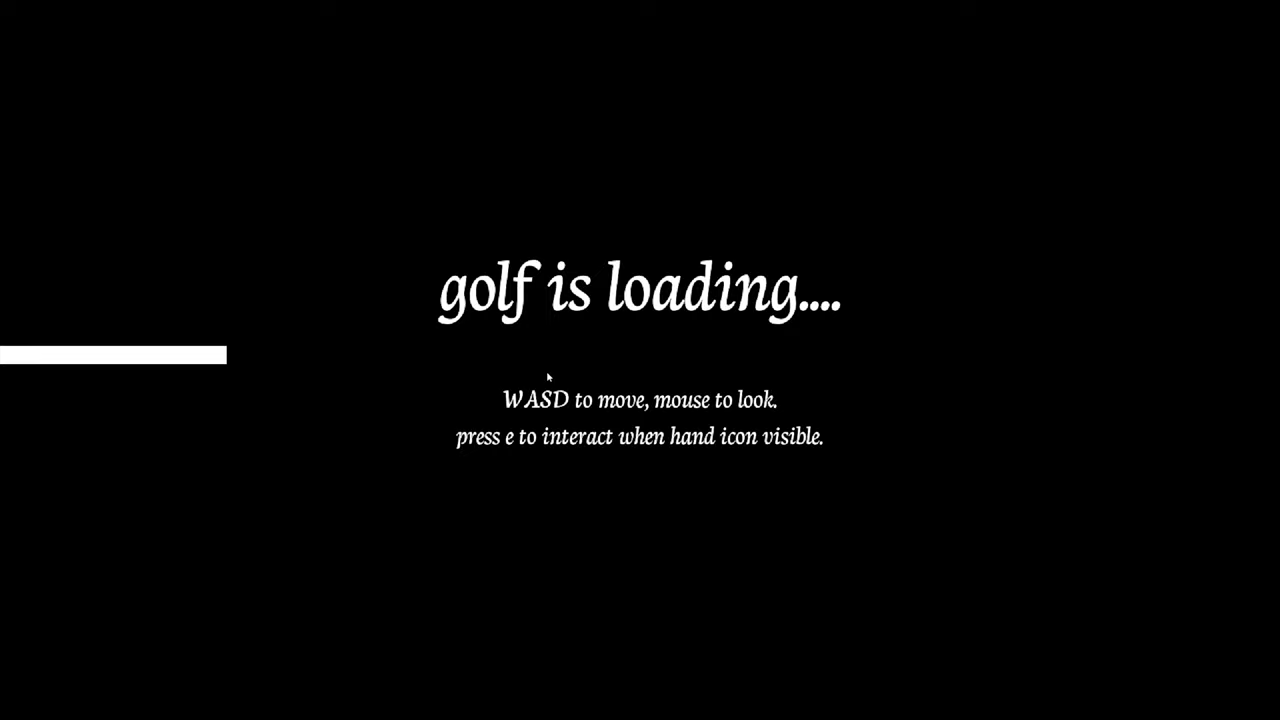 golf is loading....
WASD to move, mouse to look.
press e to interact when hand icon visible.